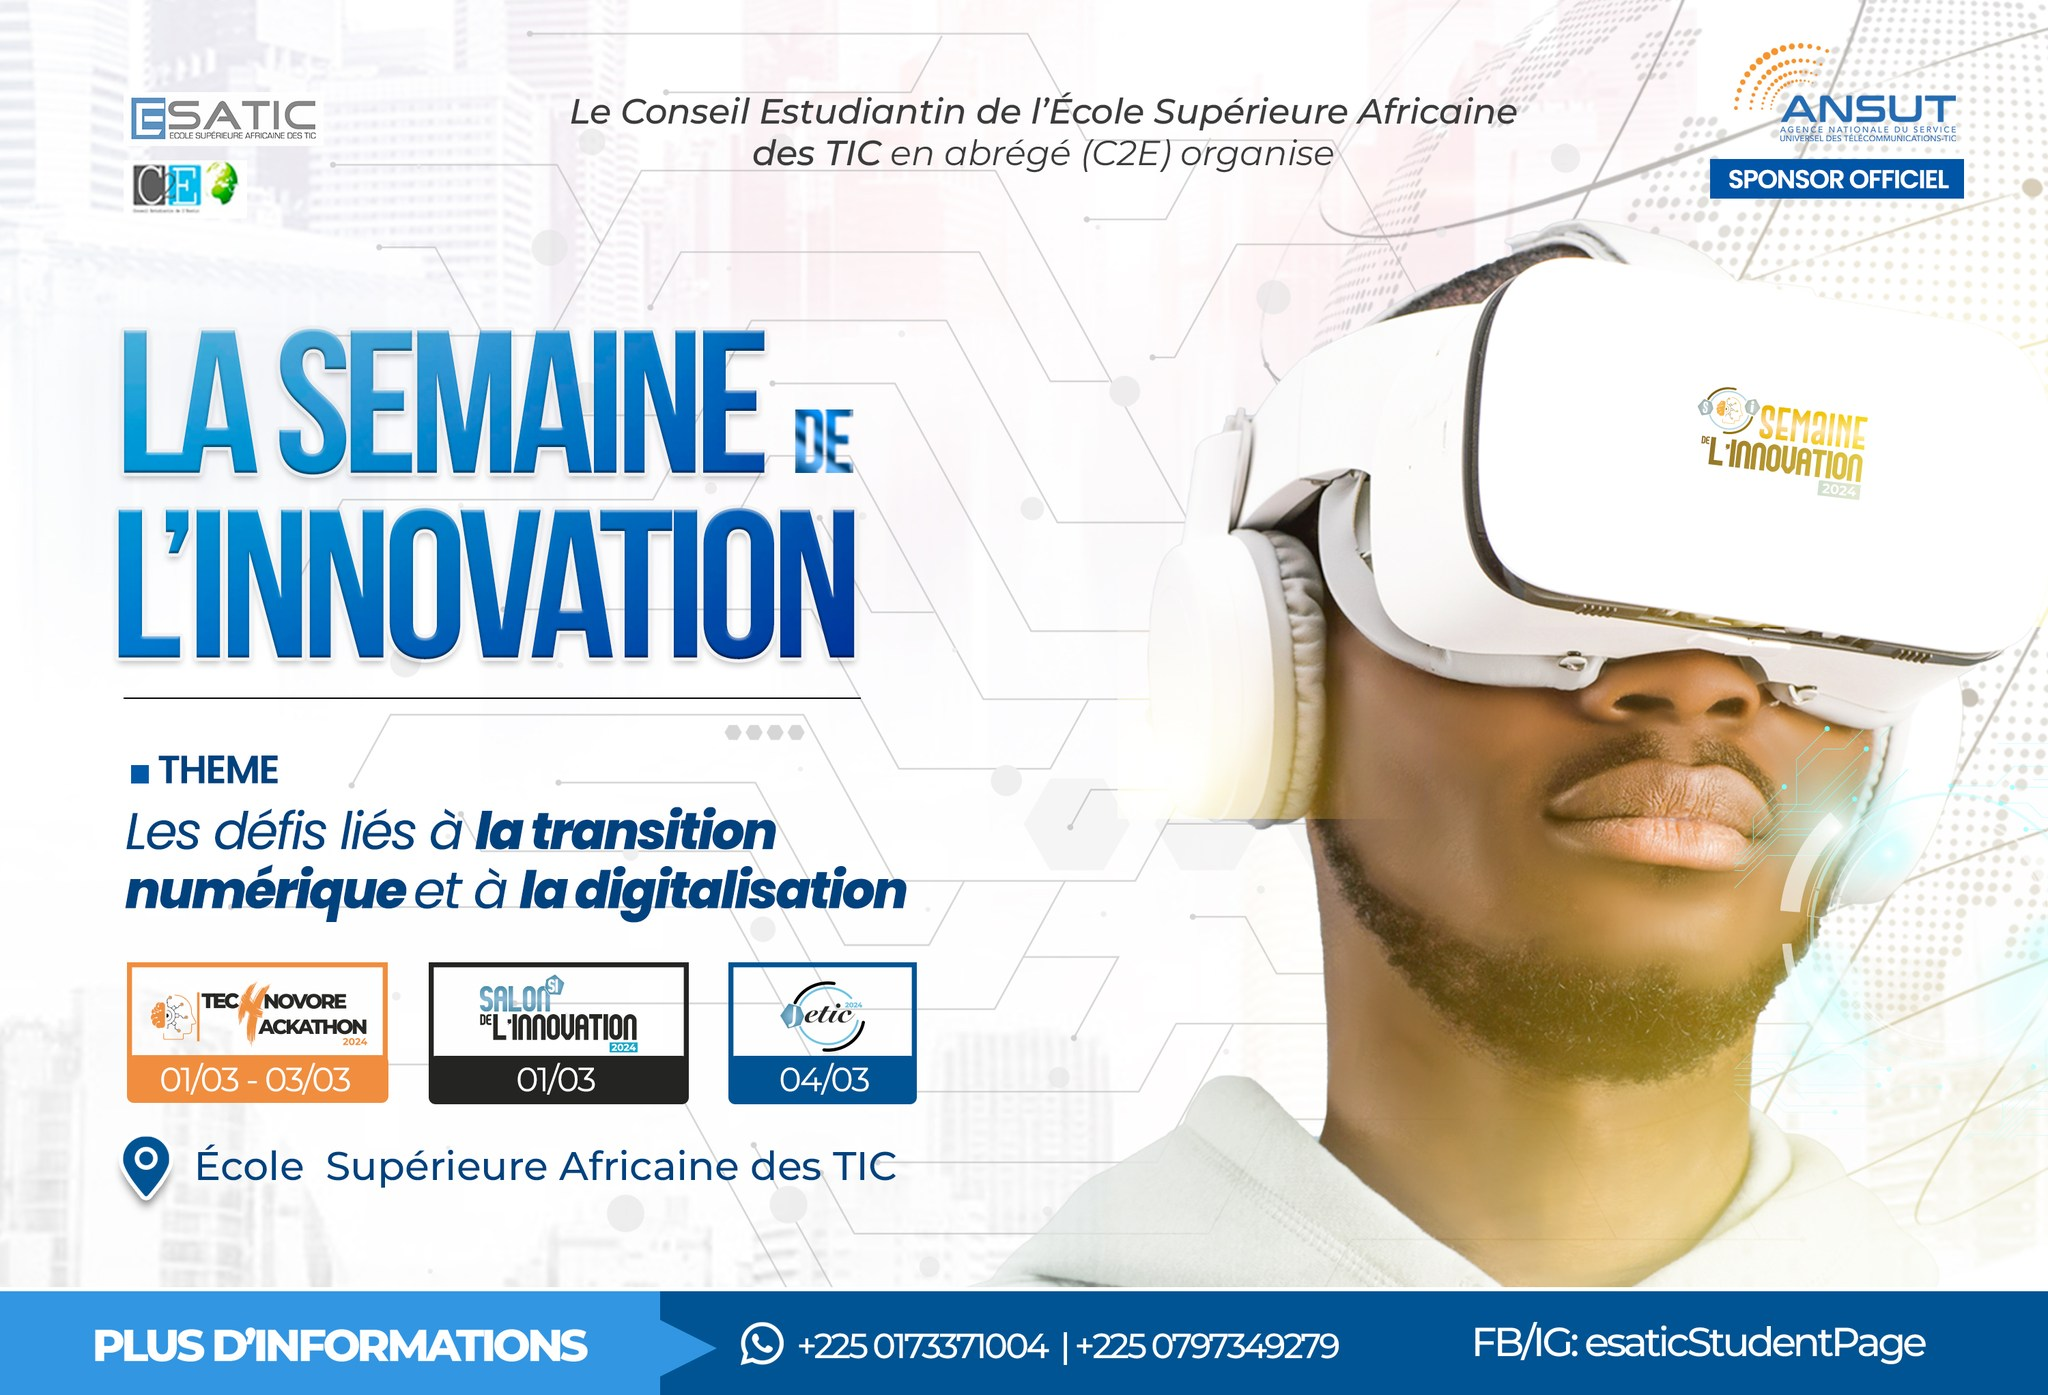 ESATIC
ECOLE SUPÉRIEURE AFRICAINE DES TIC
C2E
Le Conseil Estudiantin de l'École Supérieure Africaine
des TIC en abrégé (C2E) organise
ANSUT
AGENCE NATIONALE DU SERVICE
UNIVERSEL DES TÉLÉCOMMUNICATIONS-TIC
SPONSOR OFFICIEL
LA SEMAINE DE
L'INNOVATION
S i SEMAINE
DE L'INNOVATION
2024
THEME
Les défis liés à la transition
numérique et à la digitalisation
TECHNOVORE
HACKATHON
2024
01/03 - 03/03
SALON SI
DE L'INNOVATION
2024
01/03
Jetic 2024
04/03
École Supérieure Africaine des TIC
PLUS D'INFORMATIONS
+225 0173371004 | +225 0797349279
FB/IG: esaticStudentPage